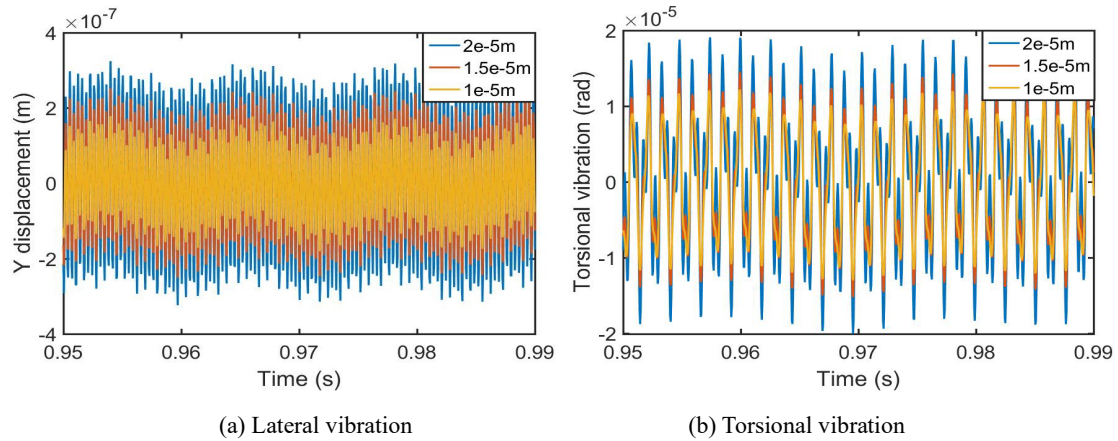 ×10⁻⁷
4
2
0
-2
-4
Y displacement (m)
0.95
0.96
0.97
0.98
0.99
Time (s)
2e-5m
1.5e-5m
1e-5m
(a) Lateral vibration
×10⁻⁵
2
1
0
-1
-2
Torsional vibration (rad)
0.95
0.96
0.97
0.98
0.99
Time (s)
2e-5m
1.5e-5m
1e-5m
(b) Torsional vibration